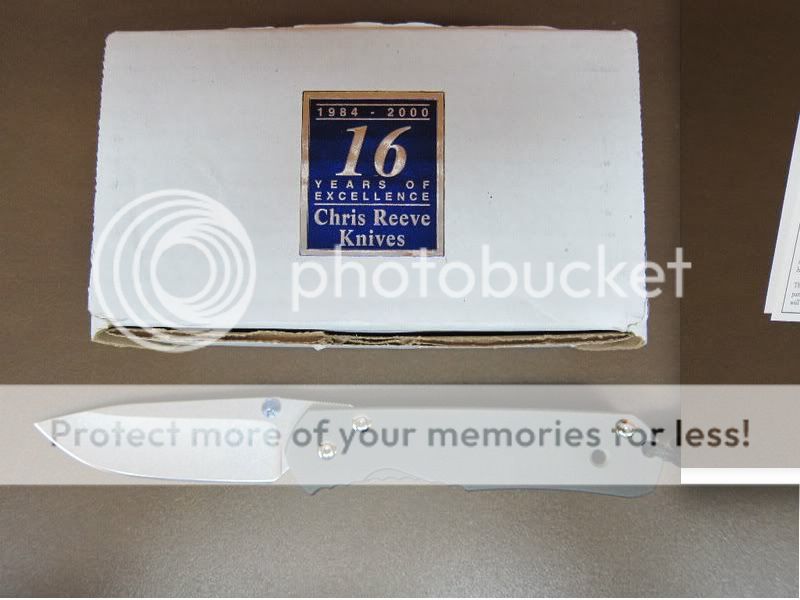 1984 - 2000
16
YEARS OF
EXCELLENCE
Chris Reeve
Knives
photobucket
Protect more of your memories for less!